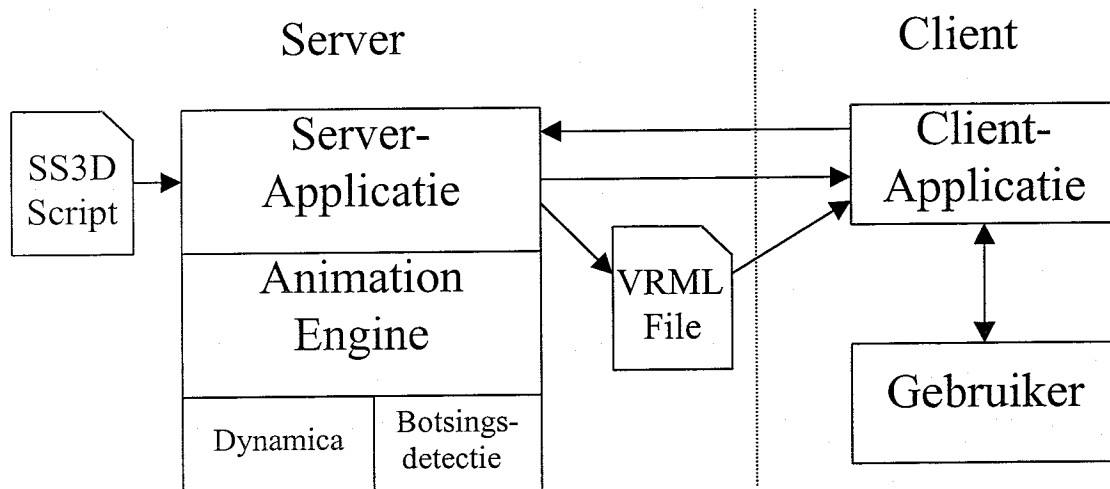 Server
Client
SS3D
Script
Server-
Applicatie
Client-
Applicatie
Animation
Engine
VRML
File
Gebruiker
Dynamica
Botsings-
detectie